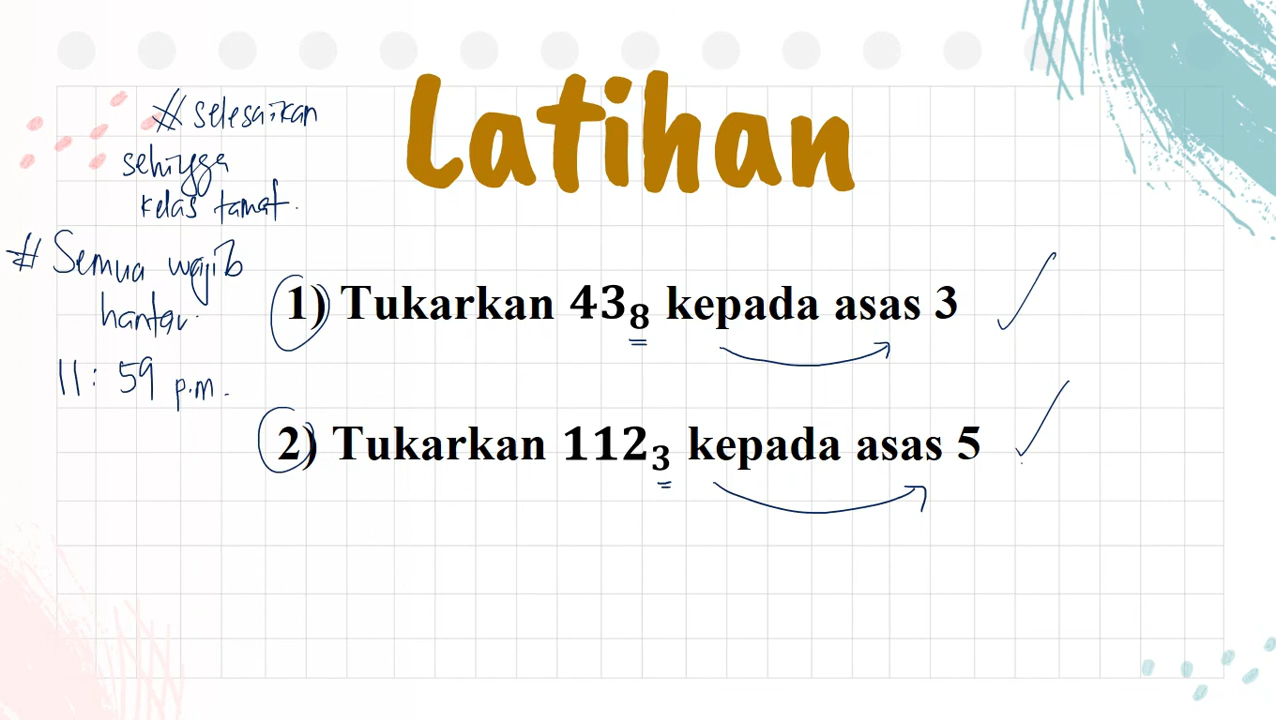 Latihan
# selesaikan
sehingga
kelas tamat.
# Semua wajib
hantar.
11:59 p.m.
1) Tukarkan 43₈ kepada asas 3
2) Tukarkan 112₃ kepada asas 5